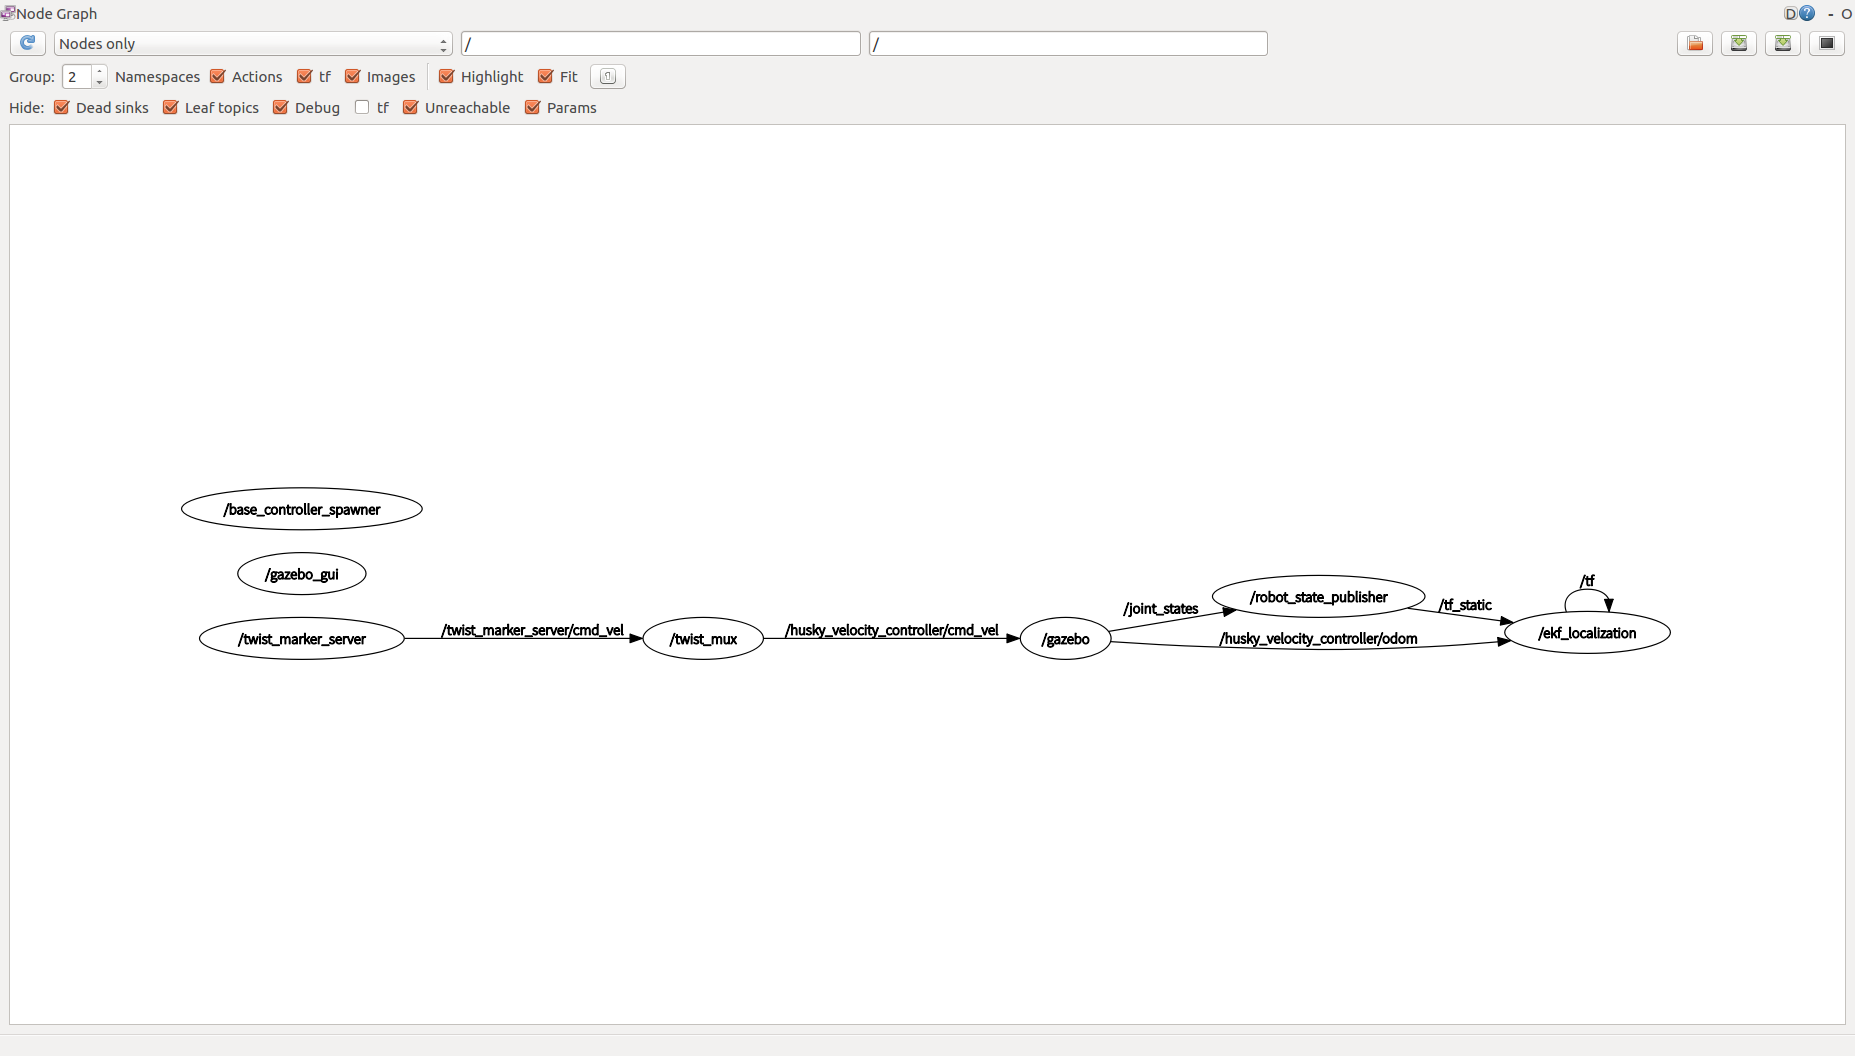 Node Graph
D ? - O
Nodes only / /
Group: 2 Namespaces Actions tf Images Highlight Fit
Hide: Dead sinks Leaf topics Debug tf Unreachable Params
/base_controller_spawner
/gazebo_gui
/twist_marker_server
/twist_marker_server/cmd_vel
/twist_mux
/husky_velocity_controller/cmd_vel
/gazebo
/joint_states
/robot_state_publisher
/tf_static
/husky_velocity_controller/odom
/tf
/ekf_localization